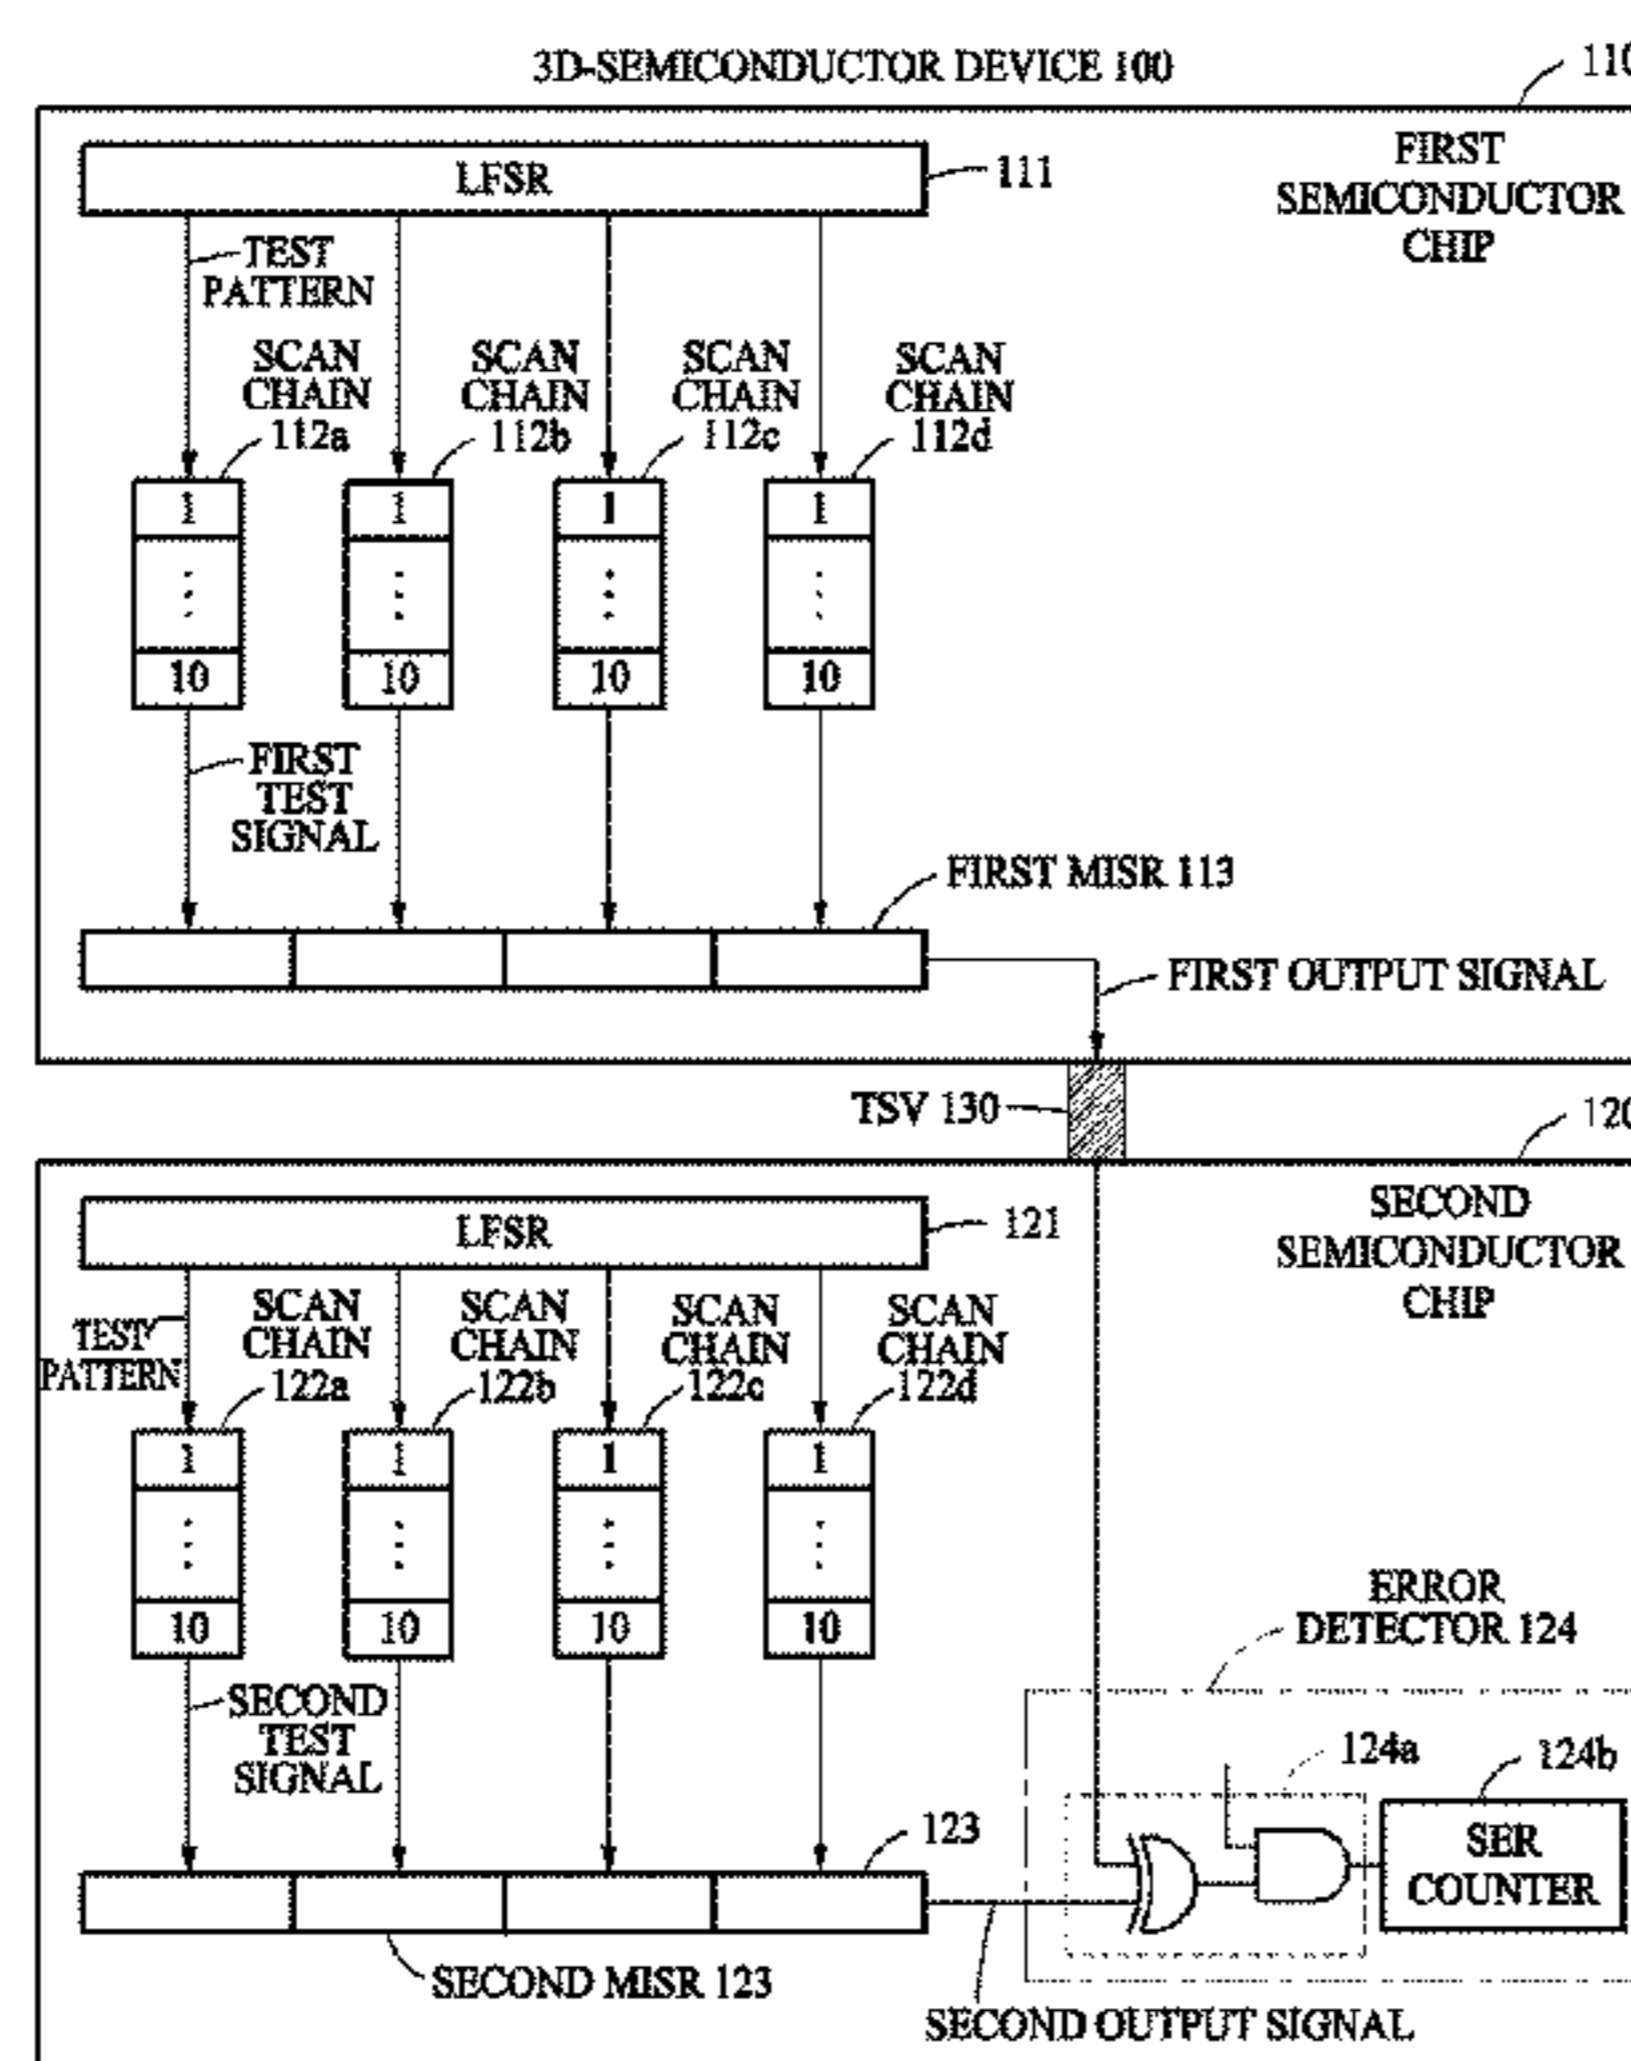 3D-SEMICONDUCTOR DEVICE 100
FIRST
SEMICONDUCTOR
CHIP
LFSR
111
TEST
PATTERN
SCAN
CHAIN
112a
SCAN
CHAIN
112b
SCAN
CHAIN
112c
SCAN
CHAIN
112d
1
1
1
1
10
10
10
10
FIRST
TEST
SIGNAL
FIRST MISR 113
FIRST OUTPUT SIGNAL
TSV 130
SECOND
SEMICONDUCTOR
CHIP
LFSR
121
TEST
PATTERN
SCAN
CHAIN
122a
SCAN
CHAIN
122b
SCAN
CHAIN
122c
SCAN
CHAIN
122d
1
1
1
1
10
10
10
10
SECOND
TEST
SIGNAL
ERROR
DETECTOR 124
124a
124b
SER
COUNTER
123
SECOND MISR 123
SECOND OUTPUT SIGNAL